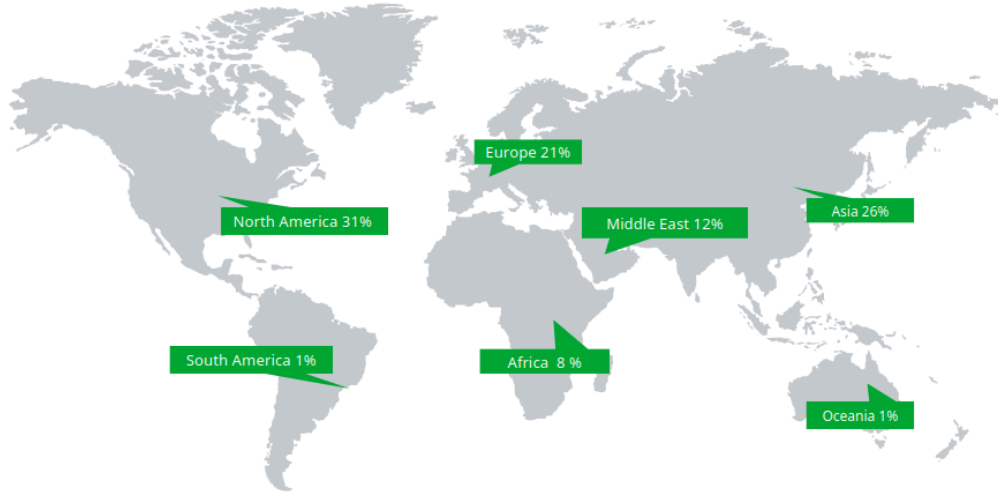 Europe 21%
North America 31%
Middle East 12%
Asia 26%
South America 1%
Africa 8 %
Oceania 1%